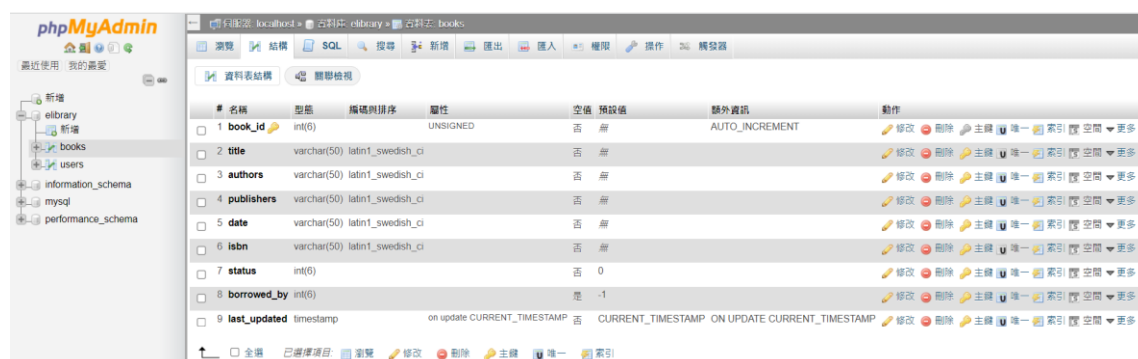 phpMyAdmin
最近使用 我的最愛
新增
elibrary
新增
books
users
information_schema
mysql
performance_schema
伺服器: localhost » 資料庫: elibrary » 資料表: books
瀏覽 結構 SQL 搜尋 新增 匯出 匯入 權限 操作 觸發器
資料表結構 關聯檢視
# 名稱 型態 編碼與排序 屬性 空值 預設值 額外資訊 動作
1 book_id int(6) UNSIGNED 否 無 AUTO_INCREMENT 修改 刪除 主鍵 唯一 索引 空間 更多
2 title varchar(50) latin1_swedish_ci 否 無 修改 刪除 主鍵 唯一 索引 空間 更多
3 authors varchar(50) latin1_swedish_ci 否 無 修改 刪除 主鍵 唯一 索引 空間 更多
4 publishers varchar(50) latin1_swedish_ci 否 無 修改 刪除 主鍵 唯一 索引 空間 更多
5 date varchar(50) latin1_swedish_ci 否 無 修改 刪除 主鍵 唯一 索引 空間 更多
6 isbn varchar(50) latin1_swedish_ci 否 無 修改 刪除 主鍵 唯一 索引 空間 更多
7 status int(6) 否 0 修改 刪除 主鍵 唯一 索引 空間 更多
8 borrowed_by int(6) 是 -1 修改 刪除 主鍵 唯一 索引 空間 更多
9 last_updated timestamp on update CURRENT_TIMESTAMP 否 CURRENT_TIMESTAMP ON UPDATE CURRENT_TIMESTAMP 修改 刪除 主鍵 唯一 索引 空間 更多
全選 已選擇項目: 瀏覽 修改 刪除 主鍵 唯一 索引